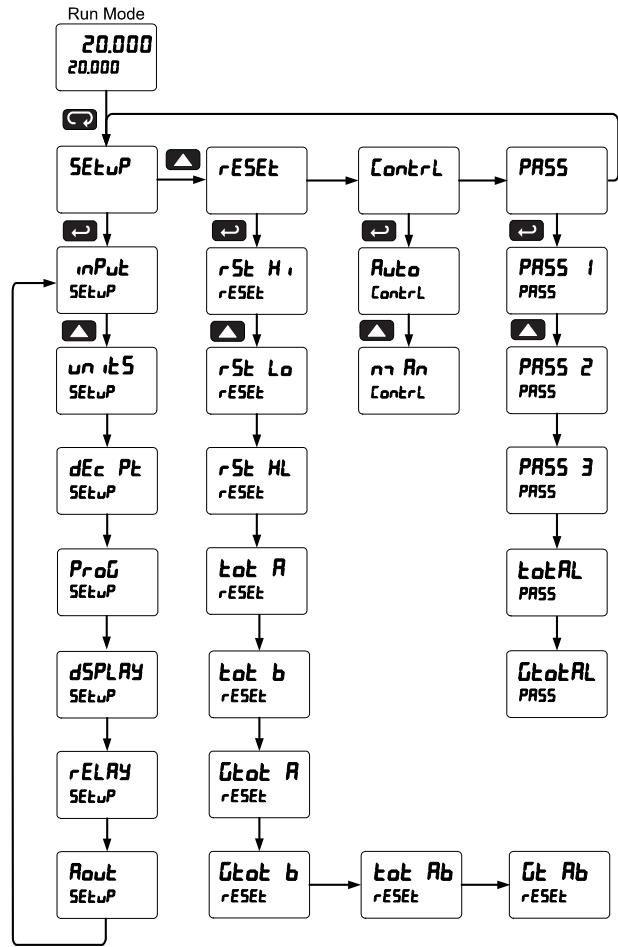 Run Mode
20.000
20.000
SEtuP
rESEt
ContrL
PASS
inPut
SEtuP
rSt Hi
rESEt
Auto
ContrL
PASS 1
PASS
unitS
SEtuP
rSt Lo
rESEt
mAn
ContrL
PASS 2
PASS
dEc Pt
SEtuP
rSt HL
rESEt
PASS 3
PASS
ProG
SEtuP
tot A
rESEt
totAL
PASS
dSPLAY
SEtuP
tot b
rESEt
GtotAL
PASS
rELAY
SEtuP
Gtot A
rESEt
Aout
SEtuP
Gtot b
rESEt
tot Ab
rESEt
Gt Ab
rESEt